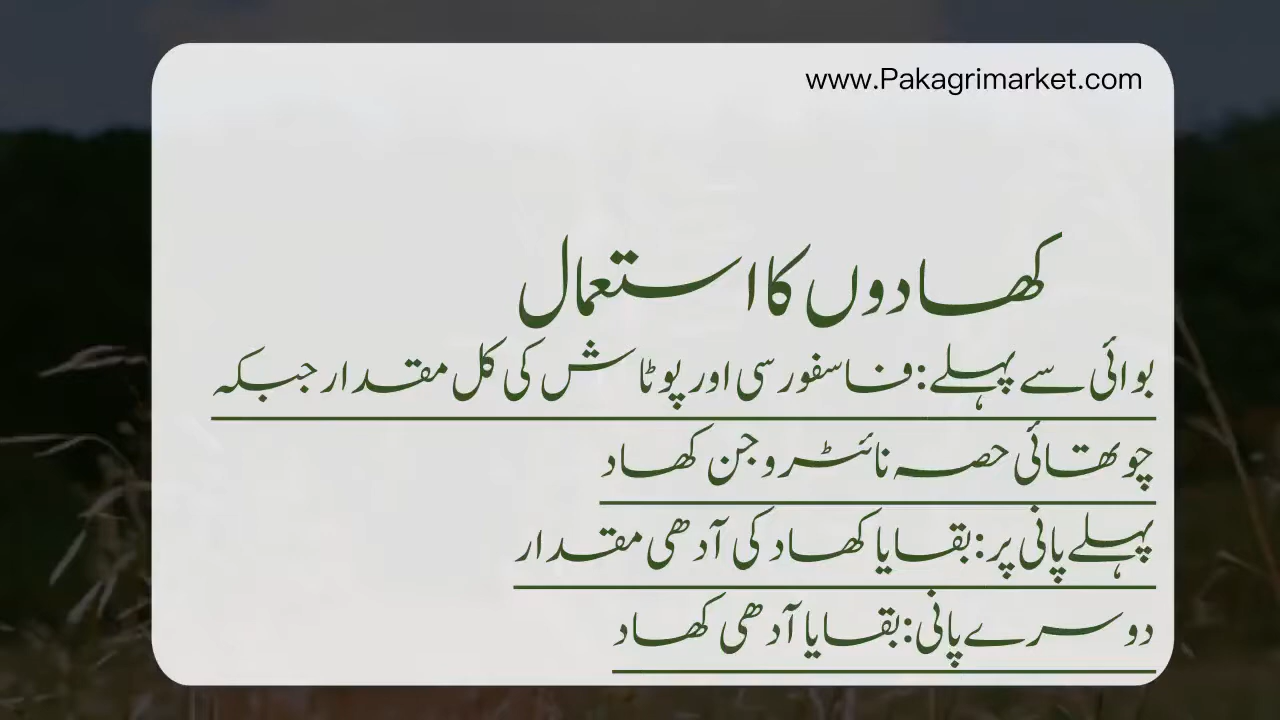 www.Pakagrimarket.com
کھادوں کا استعمال
بوائی سے پہلے: فاسفورسی اور پوٹاش کی کل مقدار جبکہ
چوتھائی حصہ نائٹروجن کھاد
پہلے پانی پر: بقایا کھاد کی آدھی مقدار
دوسرے پانی: بقایا آدھی کھاد